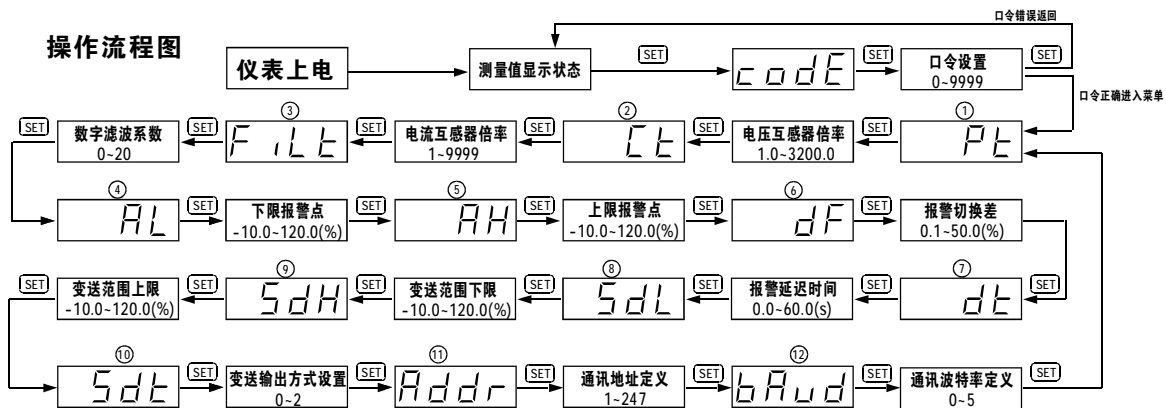 操作流程图
口令错误返回
仪表上电
测量值显示状态
SET
codE
SET
口令设置
0~9999
SET
口令正确进入菜单
SET
数字滤波系数
0~20
SET
③
FiLt
SET
电流互感器倍率
1~9999
SET
②
Ct
SET
电压互感器倍率
1.0~3200.0
SET
①
Pt
④
AL
SET
下限报警点
-10.0~120.0(%)
SET
⑤
AH
SET
上限报警点
-10.0~120.0(%)
SET
⑥
dF
SET
报警切换差
0.1~50.0(%)
SET
变送范围上限
-10.0~120.0(%)
SET
⑨
SdH
SET
变送范围下限
-10.0~120.0(%)
SET
⑧
SdL
SET
报警延迟时间
0.0~60.0(s)
SET
⑦
dt
SET
⑩
Sdt
SET
变送输出方式设置
0~2
SET
⑪
Addr
SET
通讯地址定义
1~247
SET
⑫
bAud
SET
通讯波特率定义
0~5
SET